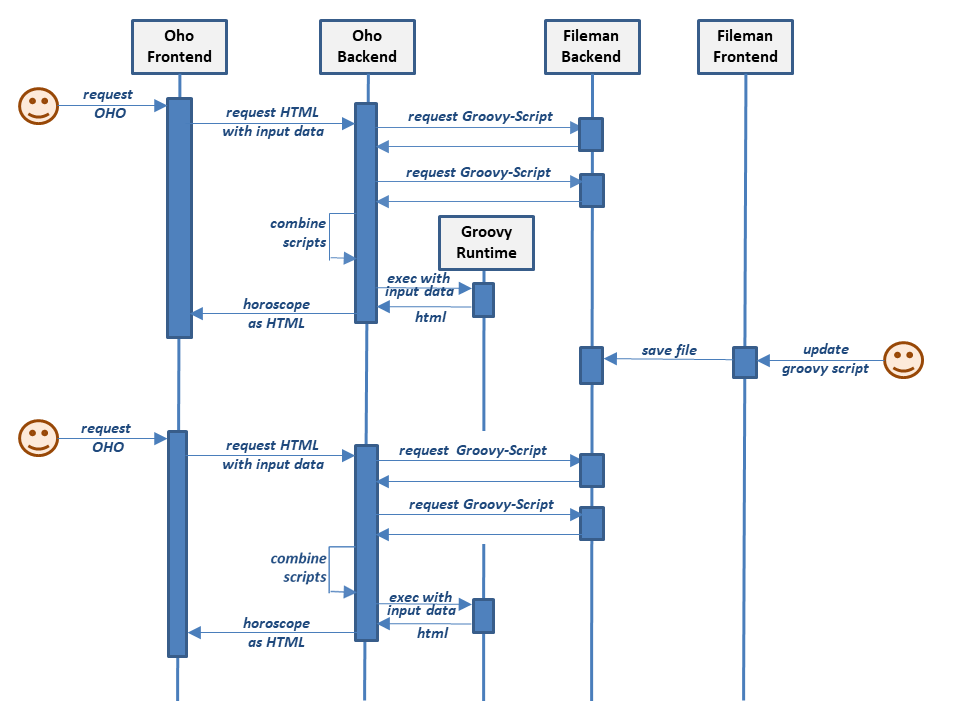 Oho
Frontend
Oho
Backend
Fileman
Backend
Fileman
Frontend
request
OHO
request HTML
with input data
request Groovy-Script
request Groovy-Script
combine
scripts
Groovy
Runtime
exec with
input data
html
horoscope
as HTML
save file
update
groovy script
request
OHO
request HTML
with input data
request Groovy-Script
request Groovy-Script
combine
scripts
exec with
input data
html
horoscope
as HTML